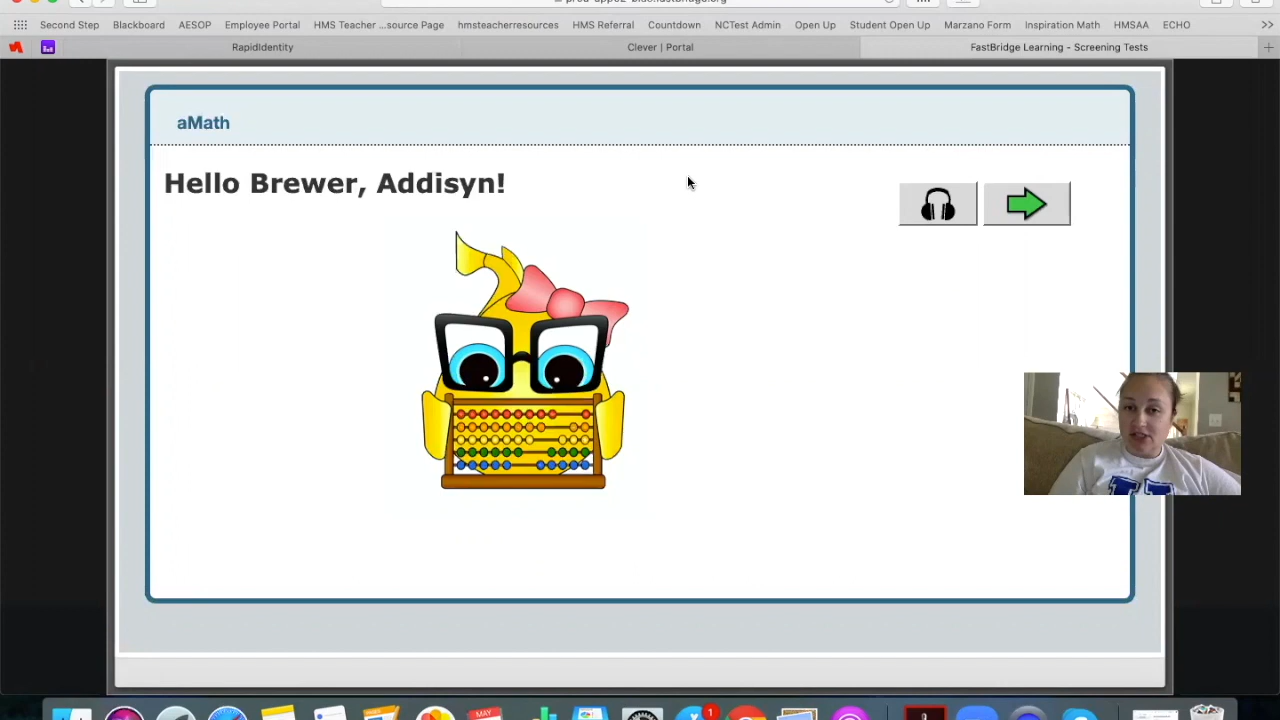 Second Step Blackboard AESOP Employee Portal HMS Teacher ...source Page hmsteacherresources HMS Referral Countdown NCTest Admin Open Up Student Open Up Marzano Form Inspiration Math HMSAA ECHO
RapidIdentity Clever | Portal FastBridge Learning - Screening Tests
aMath
Hello Brewer, Addisyn!
MAY
1